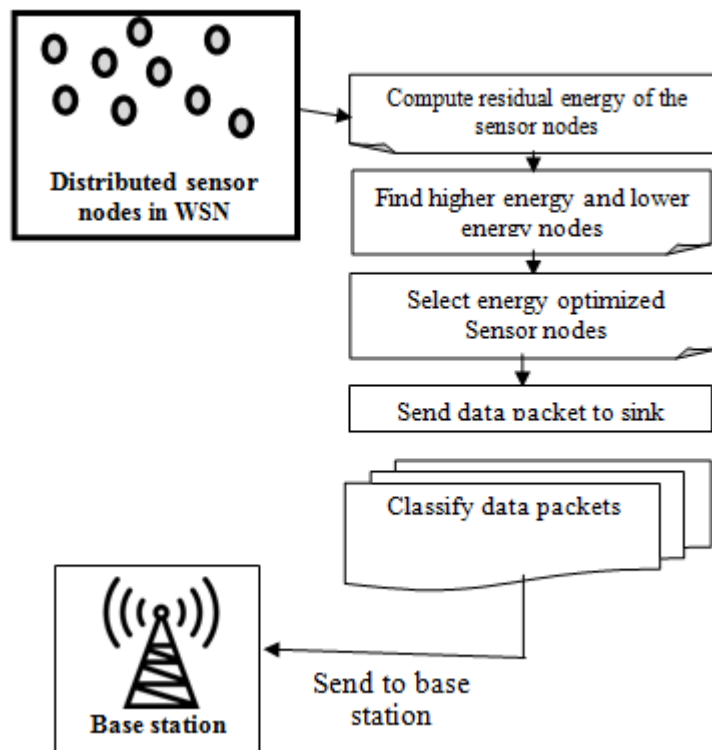 Distributed sensor
nodes in WSN
Compute residual energy of the
sensor nodes
Find higher energy and lower
energy nodes
Select energy optimized
Sensor nodes
Send data packet to sink
Classify data packets
Send to base
station
Base station